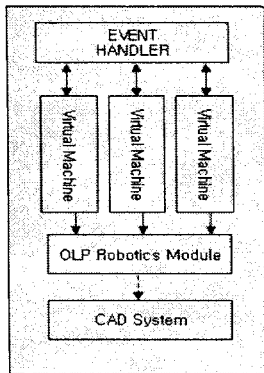 EVENT
HANDLER
Virtual Machine
Virtual Machine
Virtual Machine
OLP Robotics Module
CAD System